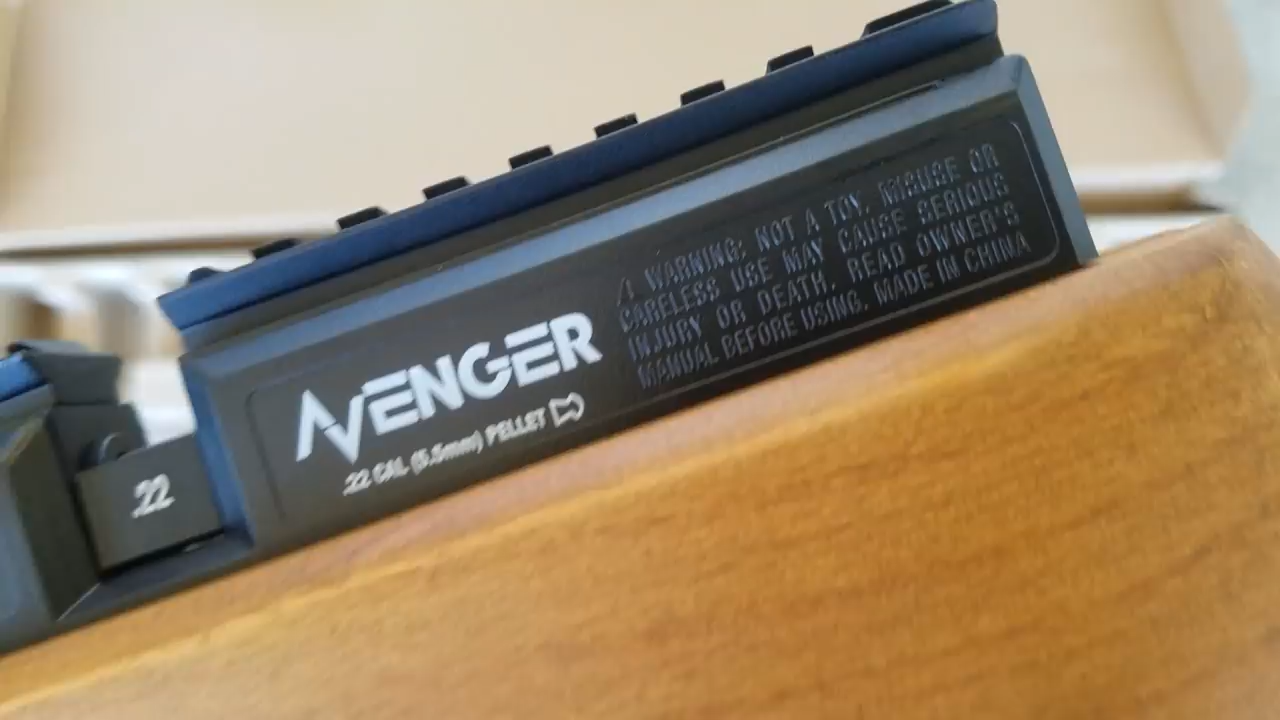 AVENGER
.22 CAL (5.5mm) PELLET
⚠ WARNING: NOT A TOY. MISUSE OR
CARELESS USE MAY CAUSE SERIOUS
INJURY OR DEATH. READ OWNER'S
MANUAL BEFORE USING. MADE IN CHINA
.22